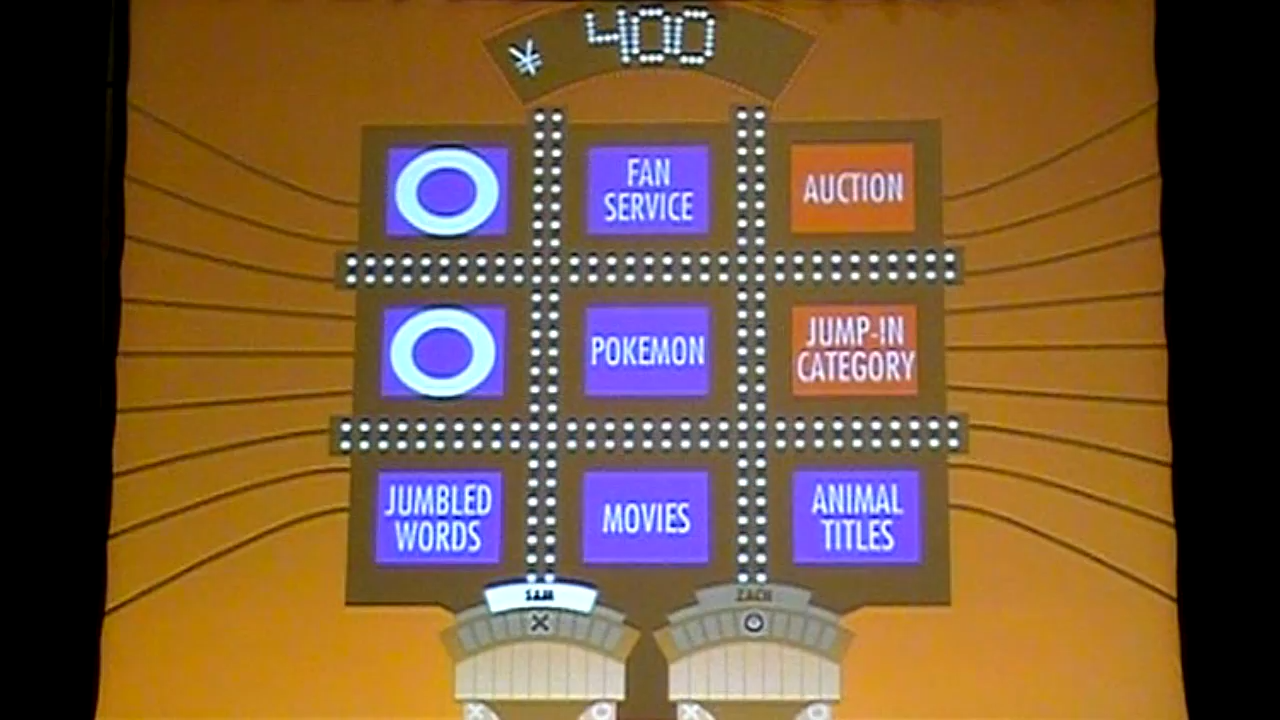 ¥ 400
FAN
SERVICE
AUCTION
POKEMON
JUMP-IN
CATEGORY
JUMBLED
WORDS
MOVIES
ANIMAL
TITLES
SAM
ZACH